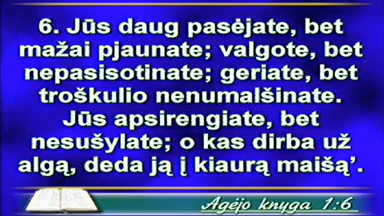 6. Jūs daug pasėjate, bet
mažai pjaunate; valgote, bet
nepasisotinate; geriate, bet
troškulio nenumalšinate.
Jūs apsirengiate, bet
nesušylate; o kas dirba už
algą, deda ją į kiaurą maišą’.
Agėjo knyga 1:6